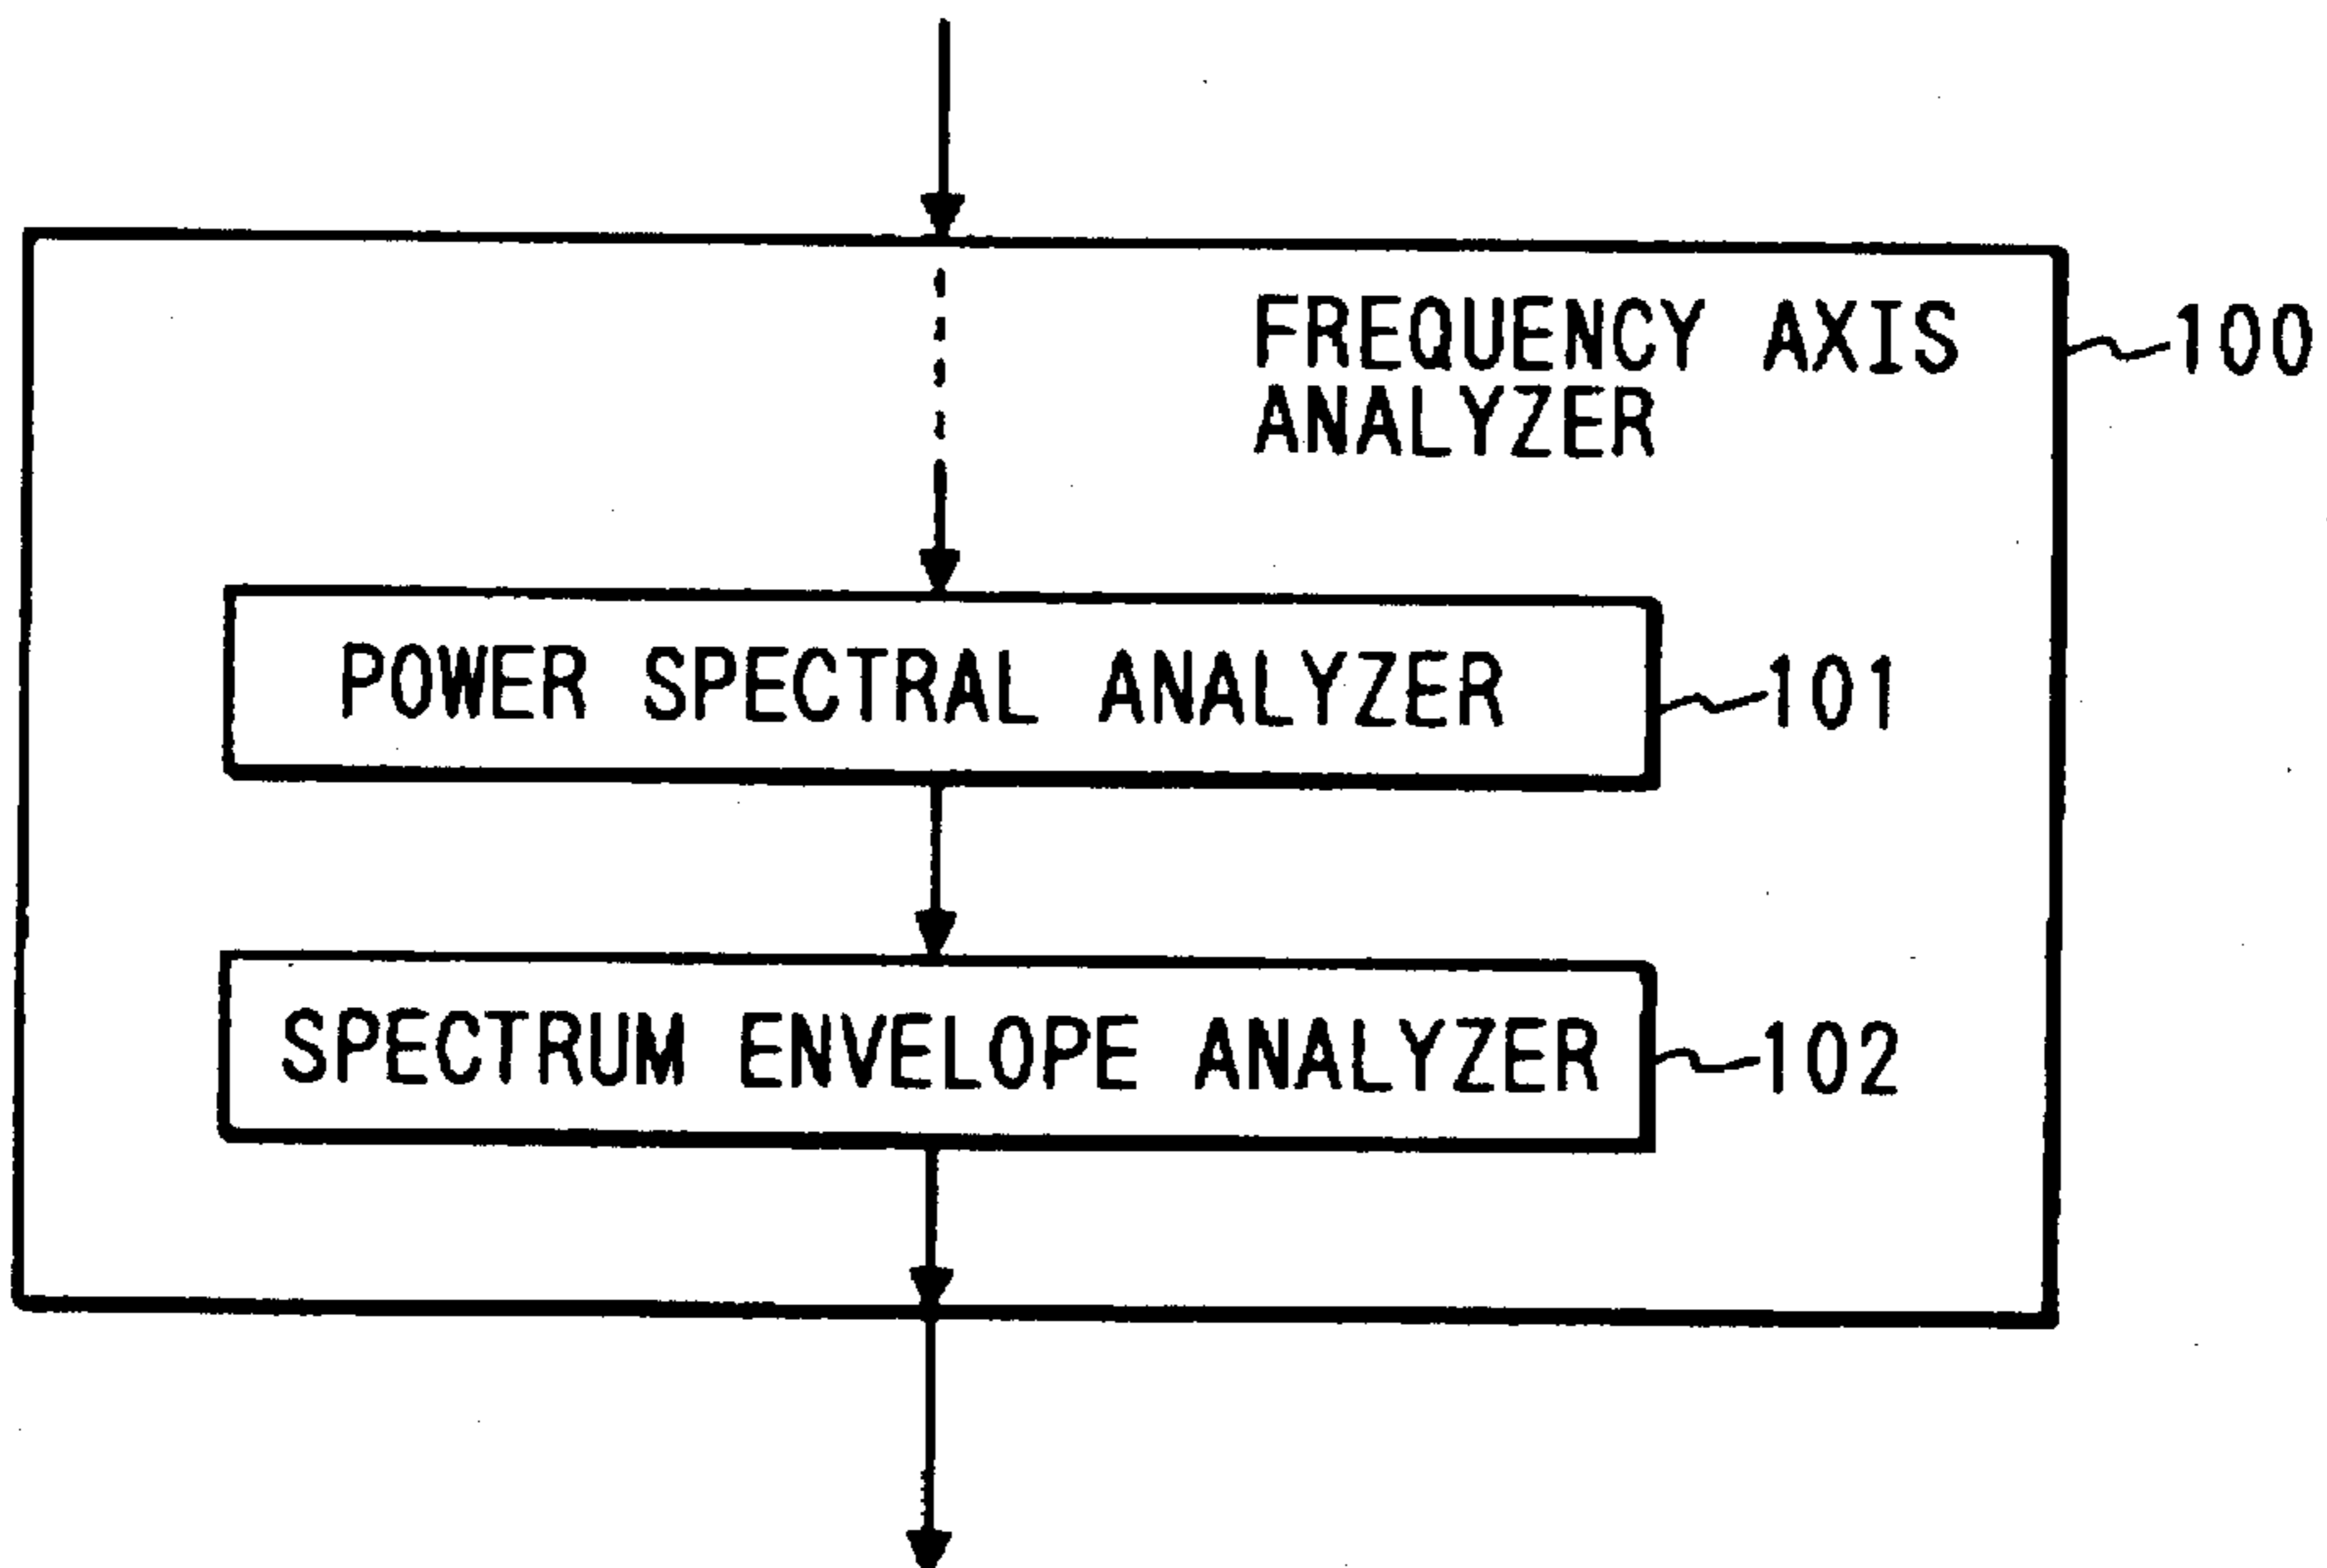 FREQUENCY AXIS
ANALYZER
100
POWER SPECTRAL ANALYZER
101
SPECTRUM ENVELOPE ANALYZER
102